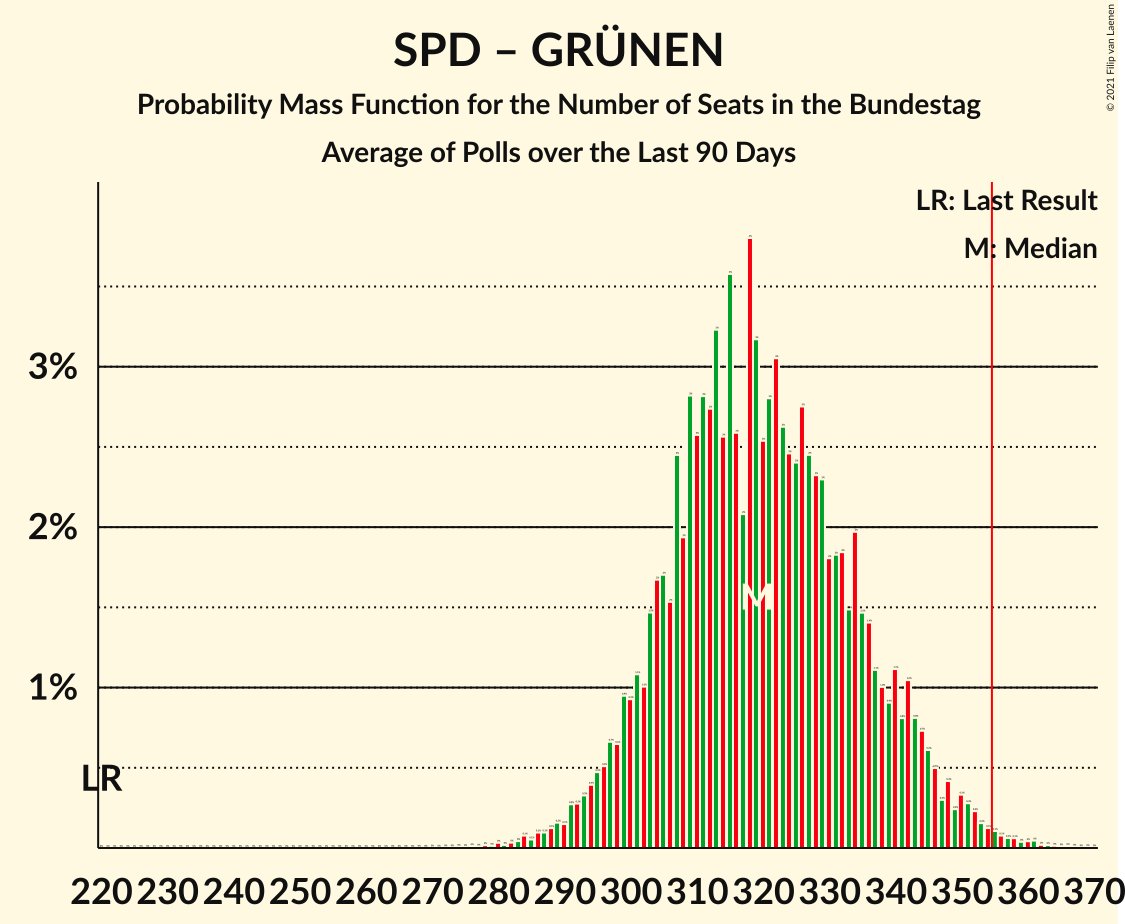 SPD – GRÜNEN
Probability Mass Function for the Number of Seats in the Bundestag
Average of Polls over the Last 90 Days
© 2021 Filip van Laenen
LR: Last Result
M: Median
3%
2%
1%
M
LR
220 230 240 250 260 270 280 290 300 310 320 330 340 350 360 370